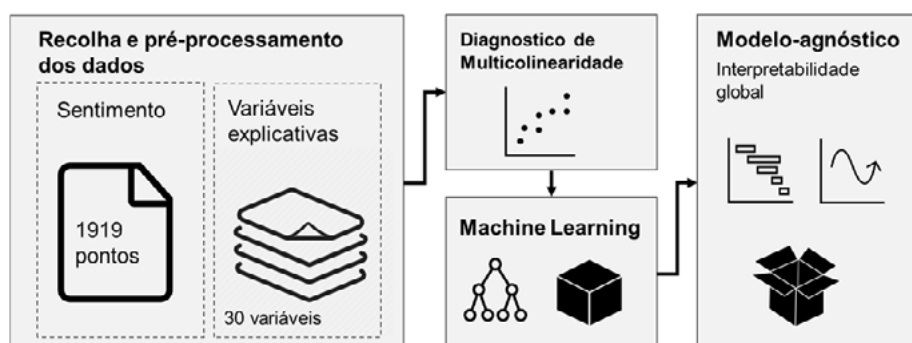 Recolha e pré-processamento
dos dados
Sentimento
1919
pontos
Variáveis
explicativas
30 variáveis
Diagnostico de
Multicolinearidade
Machine Learning
Modelo-agnóstico
Interpretabilidade
global